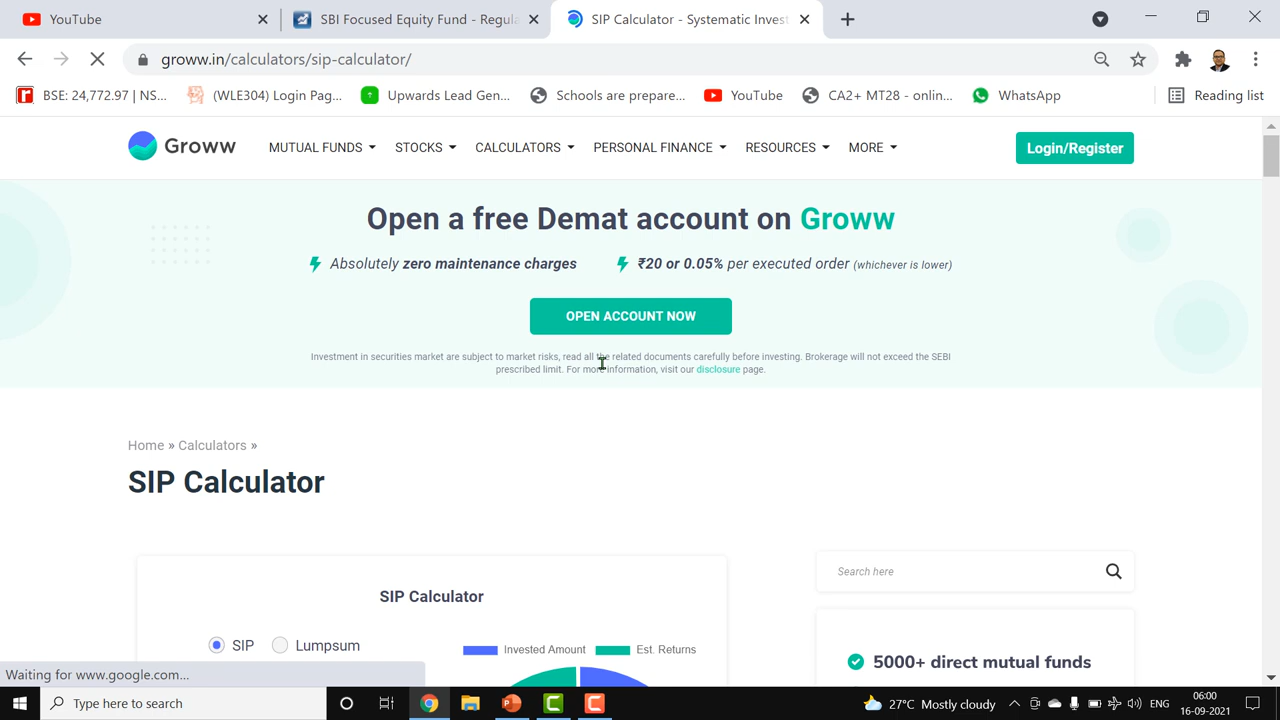 YouTube
SBI Focused Equity Fund - Regula
SIP Calculator - Systematic Invest
groww.in/calculators/sip-calculator/
BSE: 24,772.97 | NS...
(WLE304) Login Pag...
Upwards Lead Gen...
Schools are prepare...
YouTube
CA2+ MT28 - onlin...
WhatsApp
Reading list
Groww
MUTUAL FUNDS
STOCKS
CALCULATORS
PERSONAL FINANCE
RESOURCES
MORE
Login/Register
Open a free Demat account on Groww
Absolutely zero maintenance charges
₹20 or 0.05% per executed order (whichever is lower)
OPEN ACCOUNT NOW
Investment in securities market are subject to market risks, read all the related documents carefully before investing. Brokerage will not exceed the SEBI
prescribed limit. For more information, visit our disclosure page.
Home » Calculators »
SIP Calculator
Search here
SIP Calculator
SIP
Lumpsum
Invested Amount
Est. Returns
5000+ direct mutual funds
Waiting for www.google.com...
Type here to search
27°C Mostly cloudy
ENG
06:00
16-09-2021